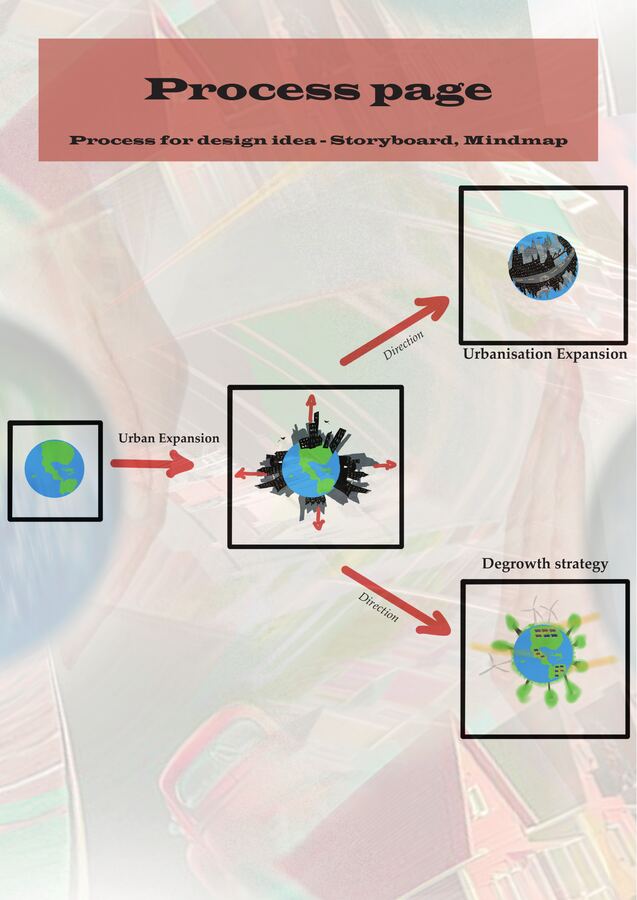 Process page
Process for design idea - Storyboard, Mindmap
Direction
Urbanisation Expansion
Urban Expansion
Degrowth strategy
Direction